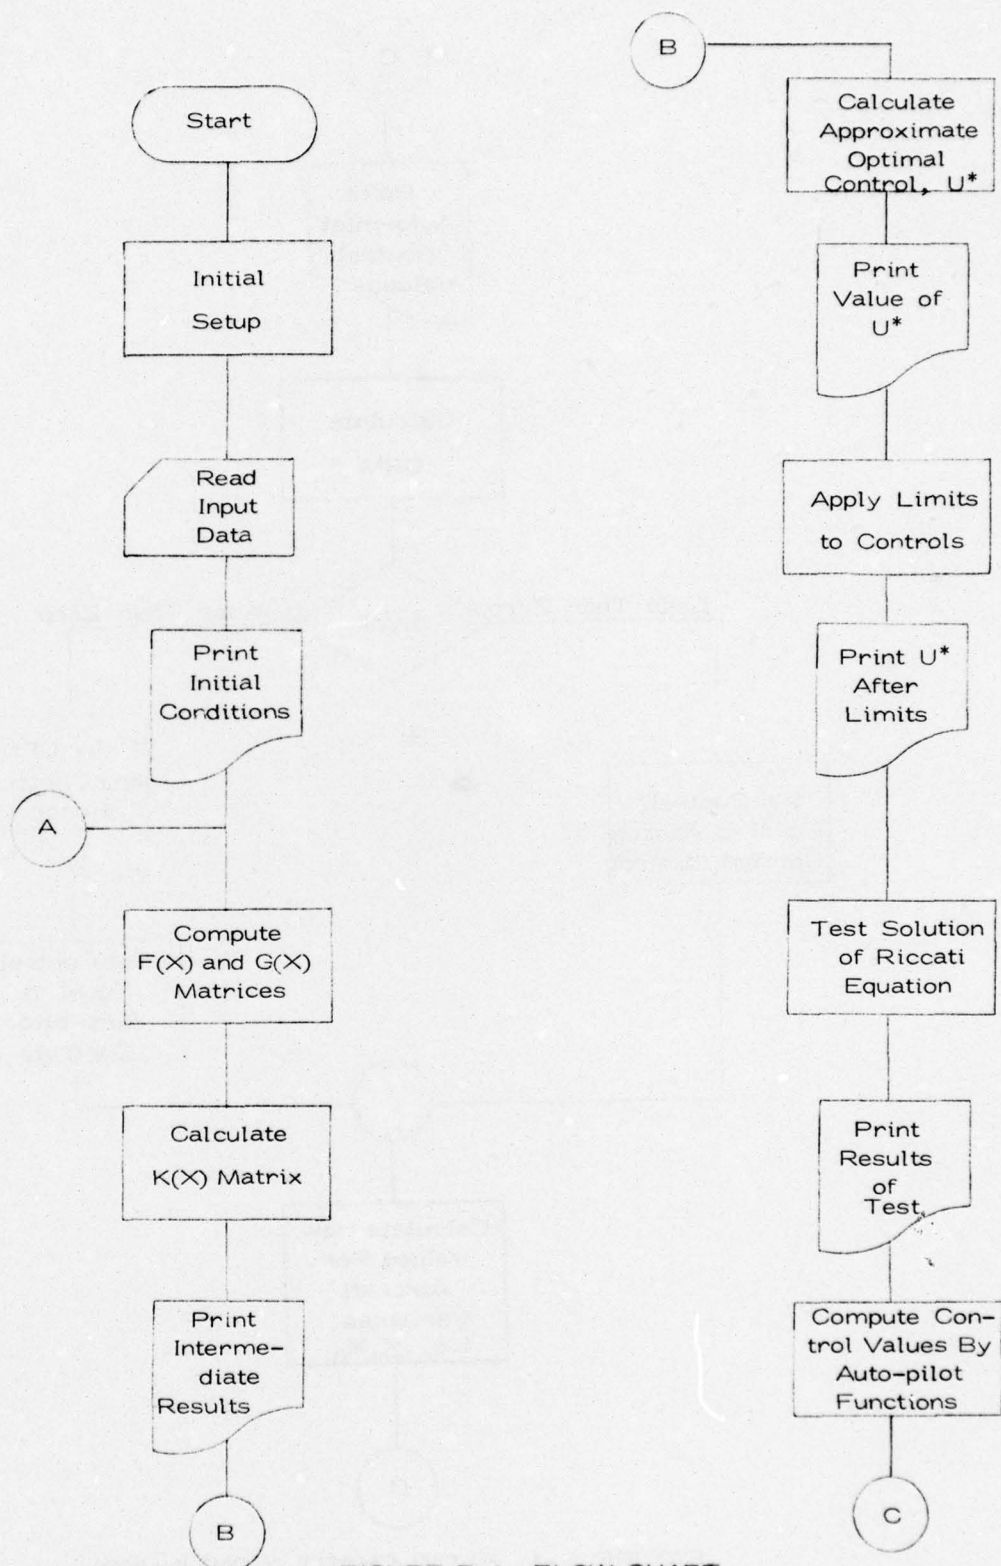 Start
Initial
Setup
Read
Input
Data
Print
Initial
Conditions
A
Compute
F(X) and G(X)
Matrices
Calculate
K(X) Matrix
Print
Interme-
diate
Results
B
B
Calculate
Approximate
Optimal
Control, U*
Print
Value of
U*
Apply Limits
to Controls
Print U*
After
Limits
Test Solution
of Riccati
Equation
Print
Results
of
Test
Compute Con-
trol Values By
Auto-pilot
Functions
C